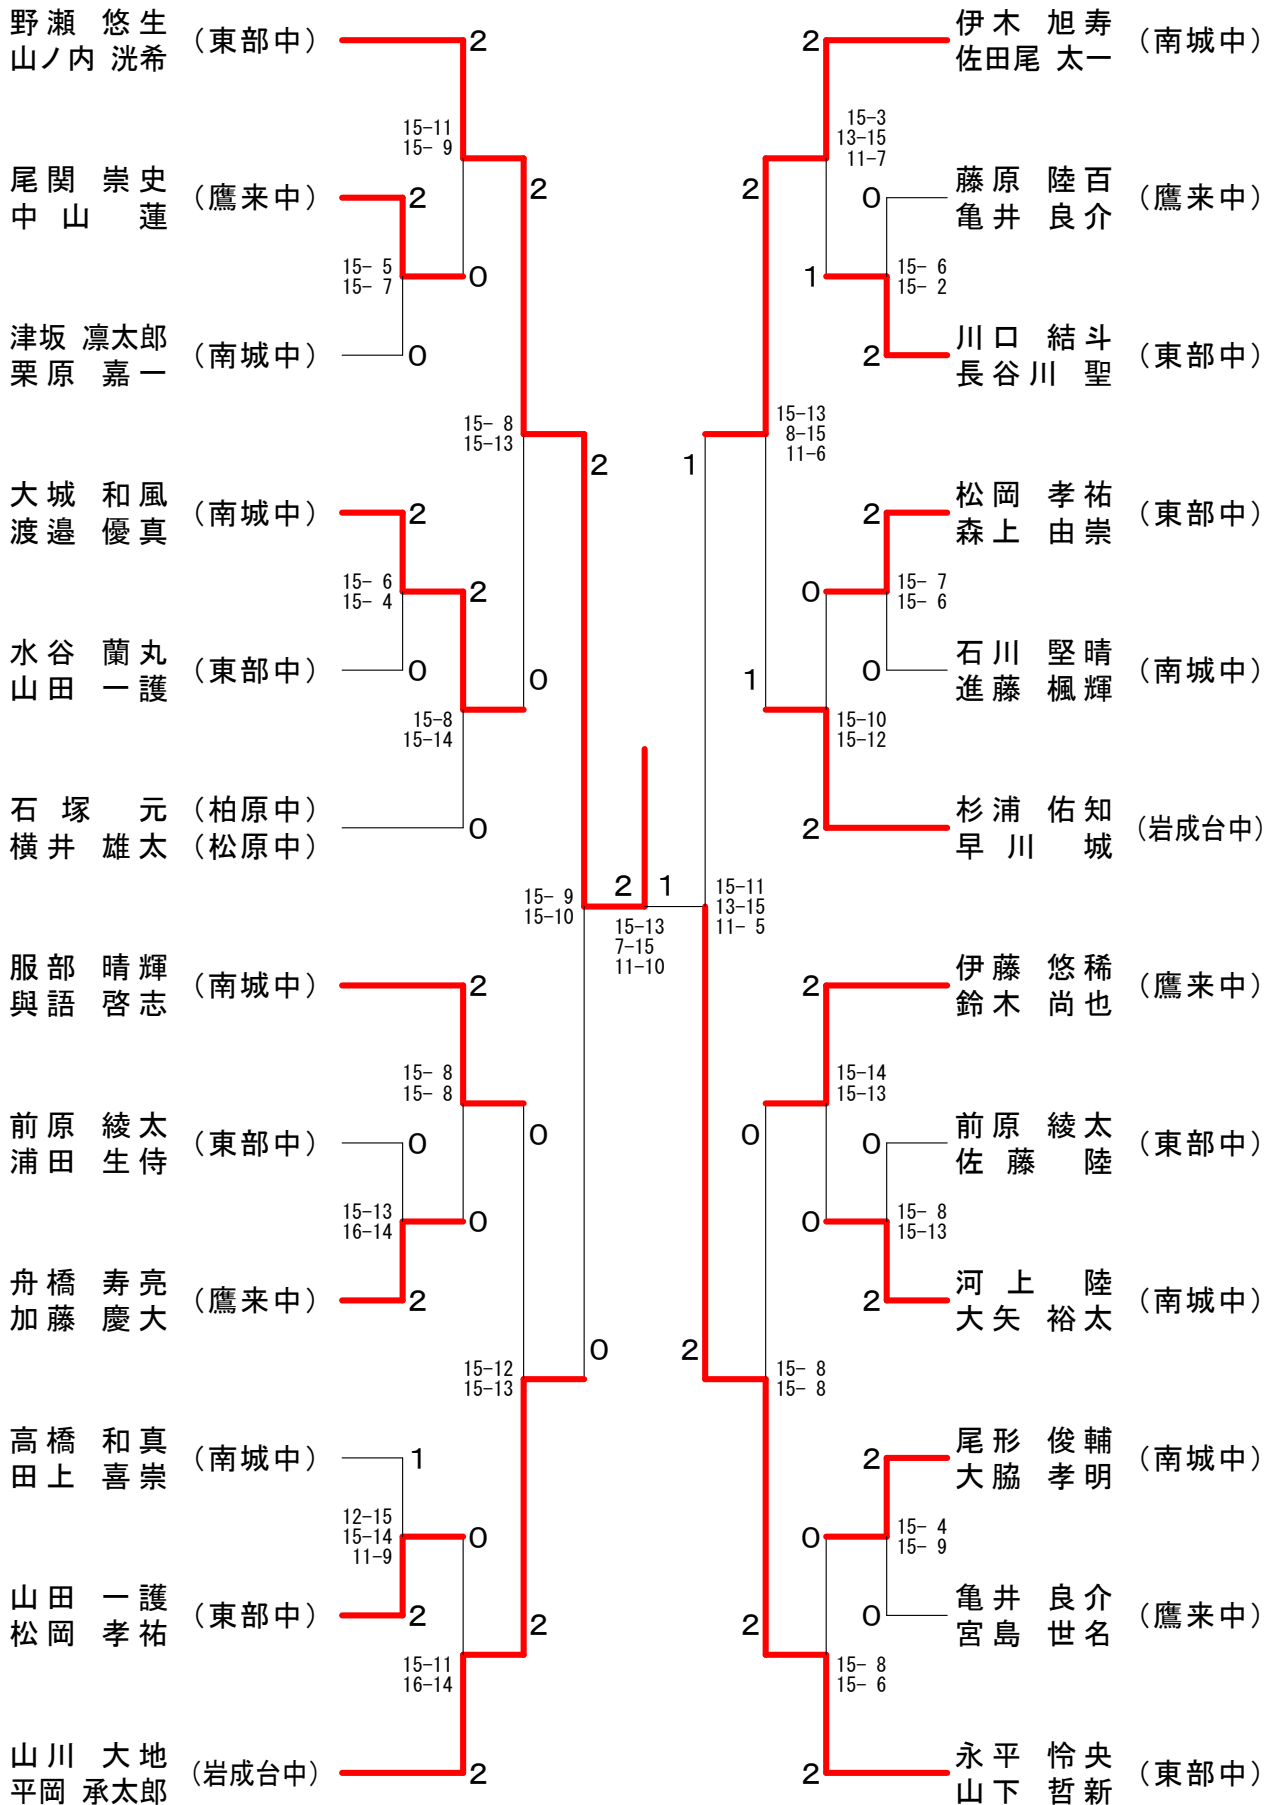 野瀬 悠生
山ノ内 洸希
(東部中)
2
15-11
15- 9
尾関 崇史
中山 蓮
(鷹来中)
2
2
15- 5
15- 7
0
津坂 凛太郎
栗原 嘉一
(南城中)
0
15- 8
15-13
2
大城 和風
渡邉 優真
(南城中)
2
15- 6
15- 4
2
水谷 蘭丸
山田 一護
(東部中)
0
0
15-8
15-14
石塚 元 (柏原中)
横井 雄太 (松原中)
0
15- 9
15-10
2
1
15-13
7-15
11-10
服部 晴輝
與語 啓志
(南城中)
2
15- 8
15- 8
前原 綾太
浦田 生侍
(東部中)
0
0
15-13
16-14
0
舟橋 寿亮
加藤 慶大
(鷹来中)
2
0
15-12
15-13
高橋 和真
田上 喜崇
(南城中)
1
12-15
15-14
11-9
0
山田 一護
松岡 孝祐
(東部中)
2
2
15-11
16-14
山川 大地
平岡 承太郎
(岩成台中)
2
2
伊木 旭寿
佐田尾 太一
(南城中)
15-3
13-15
11-7
2
0
藤原 陸百
亀井 良介
(鷹来中)
1
15- 6
15- 2
2
川口 結斗
長谷川 聖
(東部中)
15-13
8-15
11-6
1
2
松岡 孝祐
森上 由崇
(東部中)
0
15- 7
15- 6
1
0
石川 堅晴
進藤 楓輝
(南城中)
15-10
15-12
2
杉浦 佑知
早川 城
(岩成台中)
15-11
13-15
11- 5
2
伊藤 悠稀
鈴木 尚也
(鷹来中)
15-14
15-13
0
0
前原 綾太
佐藤 陸
(東部中)
0
15- 8
15-13
2
河上 陸
大矢 裕太
(南城中)
2
15- 8
15- 8
2
尾形 俊輔
大脇 孝明
(南城中)
0
15- 4
15- 9
2
0
亀井 良介
宮島 世名
(鷹来中)
15- 8
15- 6
2
永平 怜央
山下 哲新
(東部中)